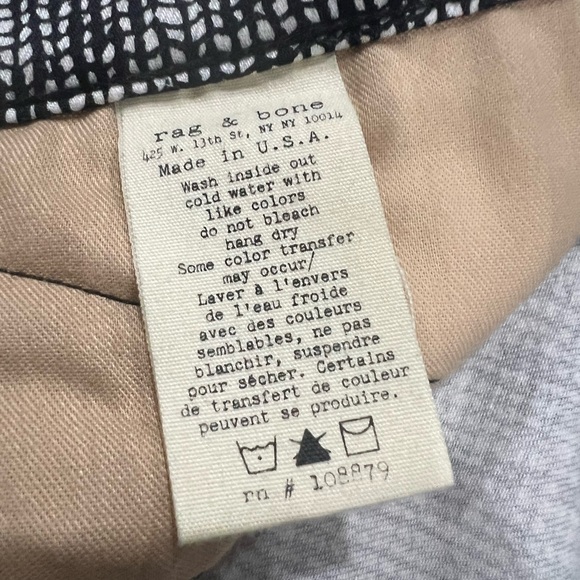 rag & bone
425 W. 13th St, NY NY 10014
Made in U.S.A.
Wash inside out
cold water with
like colors
do not bleach
hang dry
Some color transfer
may occur/
Laver à l'envers
de l'eau froide
avec des couleurs
semblables, ne pas
blanchir, suspendre
pour sécher. Certains
de transfert de couleur
peuvent se produire.
rn # 108879